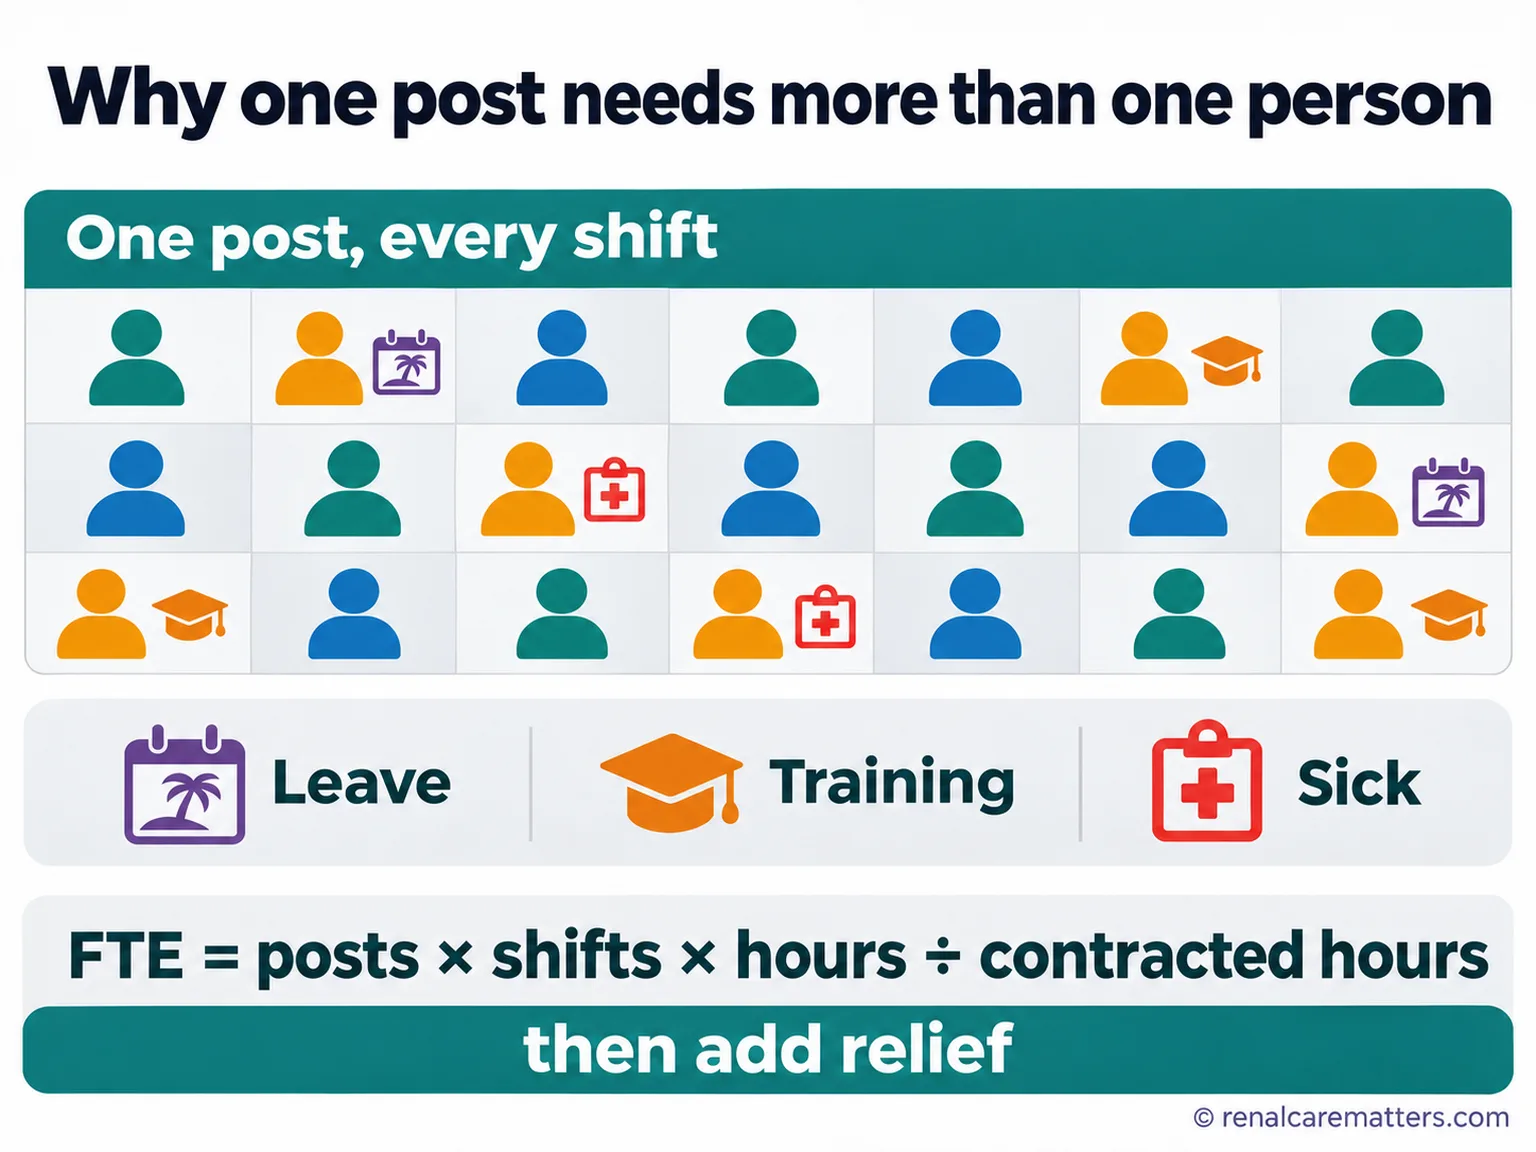 Why one post needs more than one person
One post, every shift
Leave
Training
Sick
FTE = posts × shifts × hours ÷ contracted hours
then add relief
© renalcarematters.com